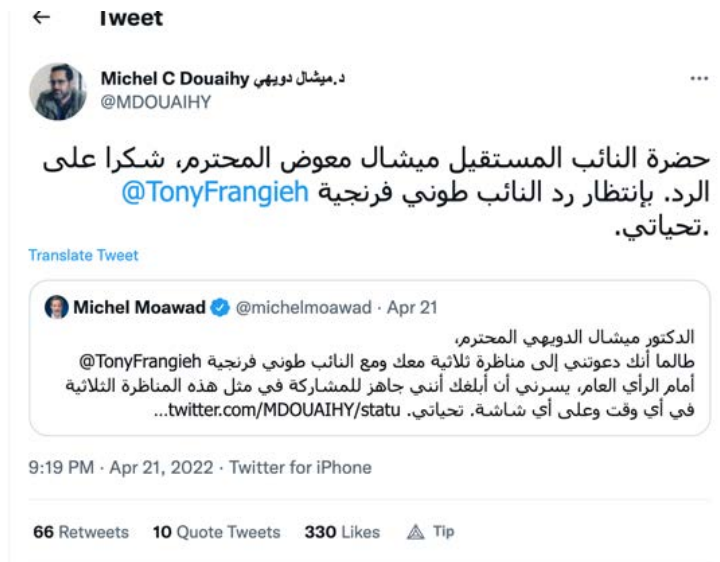 ← Tweet
Michel C Douaihy د.ميشال دويهي
@MDOUAIHY
حضرة النائب المستقيل ميشال معوض المحترم، شكرا على
الرد. بإنتظار رد النائب طوني فرنجية @TonyFrangieh
.تحياتي.
Translate Tweet
Michel Moawad @michelmoawad · Apr 21
الدكتور ميشال الدويهي المحترم،
طالما أنك دعوتني إلى مناظرة ثلاثية معك ومع النائب طوني فرنجية @TonyFrangieh
أمام الرأي العام، يسرني أن أبلغك أنني جاهز للمشاركة في مثل هذه المناظرة الثلاثية
في أي وقت وعلى أي شاشة. تحياتي. twitter.com/MDOUAIHY/statu...
9:19 PM · Apr 21, 2022 · Twitter for iPhone
66 Retweets 10 Quote Tweets 330 Likes Tip